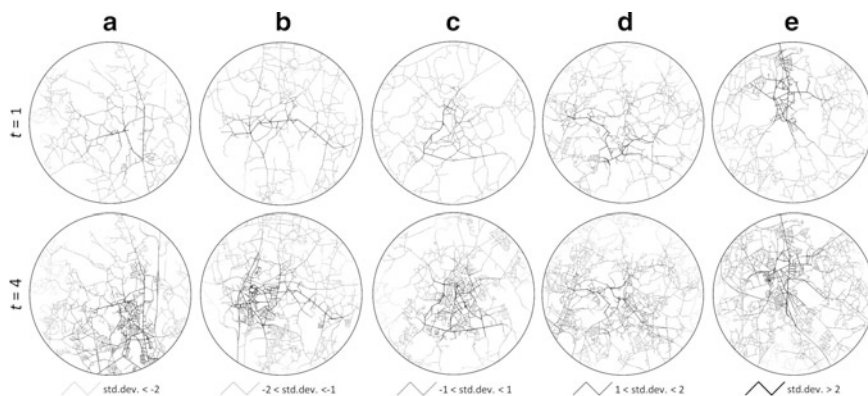 a b c d e
t = 1
t = 4
std.dev. < -2 -2 < std.dev. <-1 -1 < std.dev. < 1 1 < std.dev. < 2 std.dev. > 2